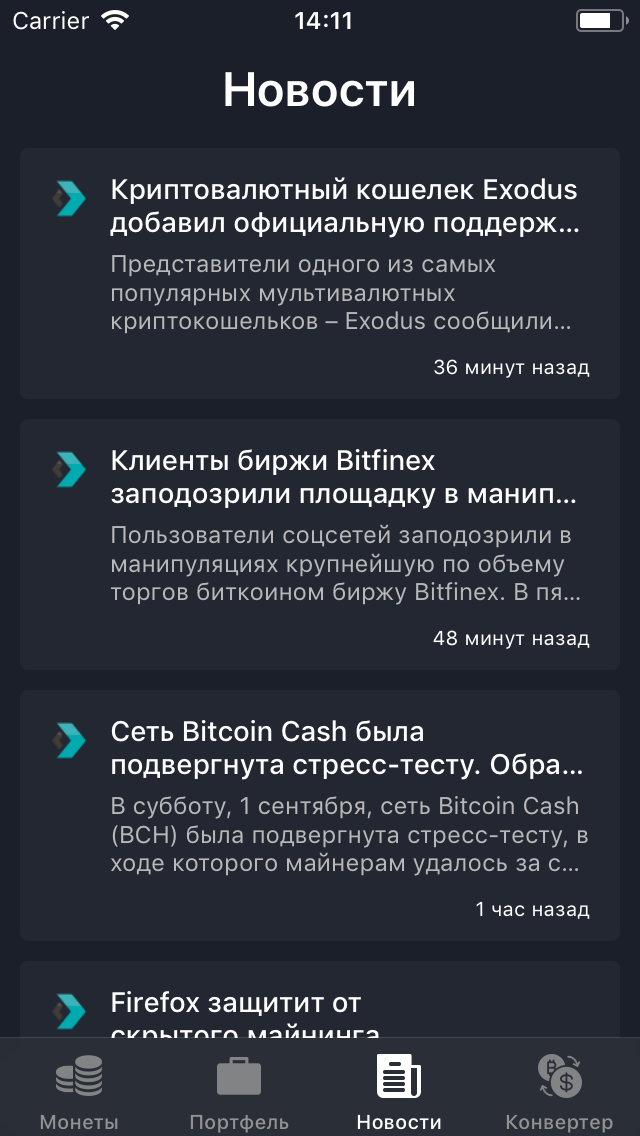 Carrier 14:11
Новости
Криптовалютный кошелек Exodus
добавил официальную поддерж...
Представители одного из самых
популярных мультивалютных
криптокошельков – Exodus сообщили...
36 минут назад
Клиенты биржи Bitfinex
заподозрили площадку в манип...
Пользователи соцсетей заподозрили в
манипуляциях крупнейшую по объему
торгов биткоином биржу Bitfinex. В пя...
48 минут назад
Сеть Bitcoin Cash была
подвергнута стресс-тесту. Обра...
В субботу, 1 сентября, сеть Bitcoin Cash
(BCH) была подвергнута стресс-тесту, в
ходе которого майнерам удалось за с...
1 час назад
Firefox защитит от
скрытого майнинга
Монеты Портфель Новости Конвертер